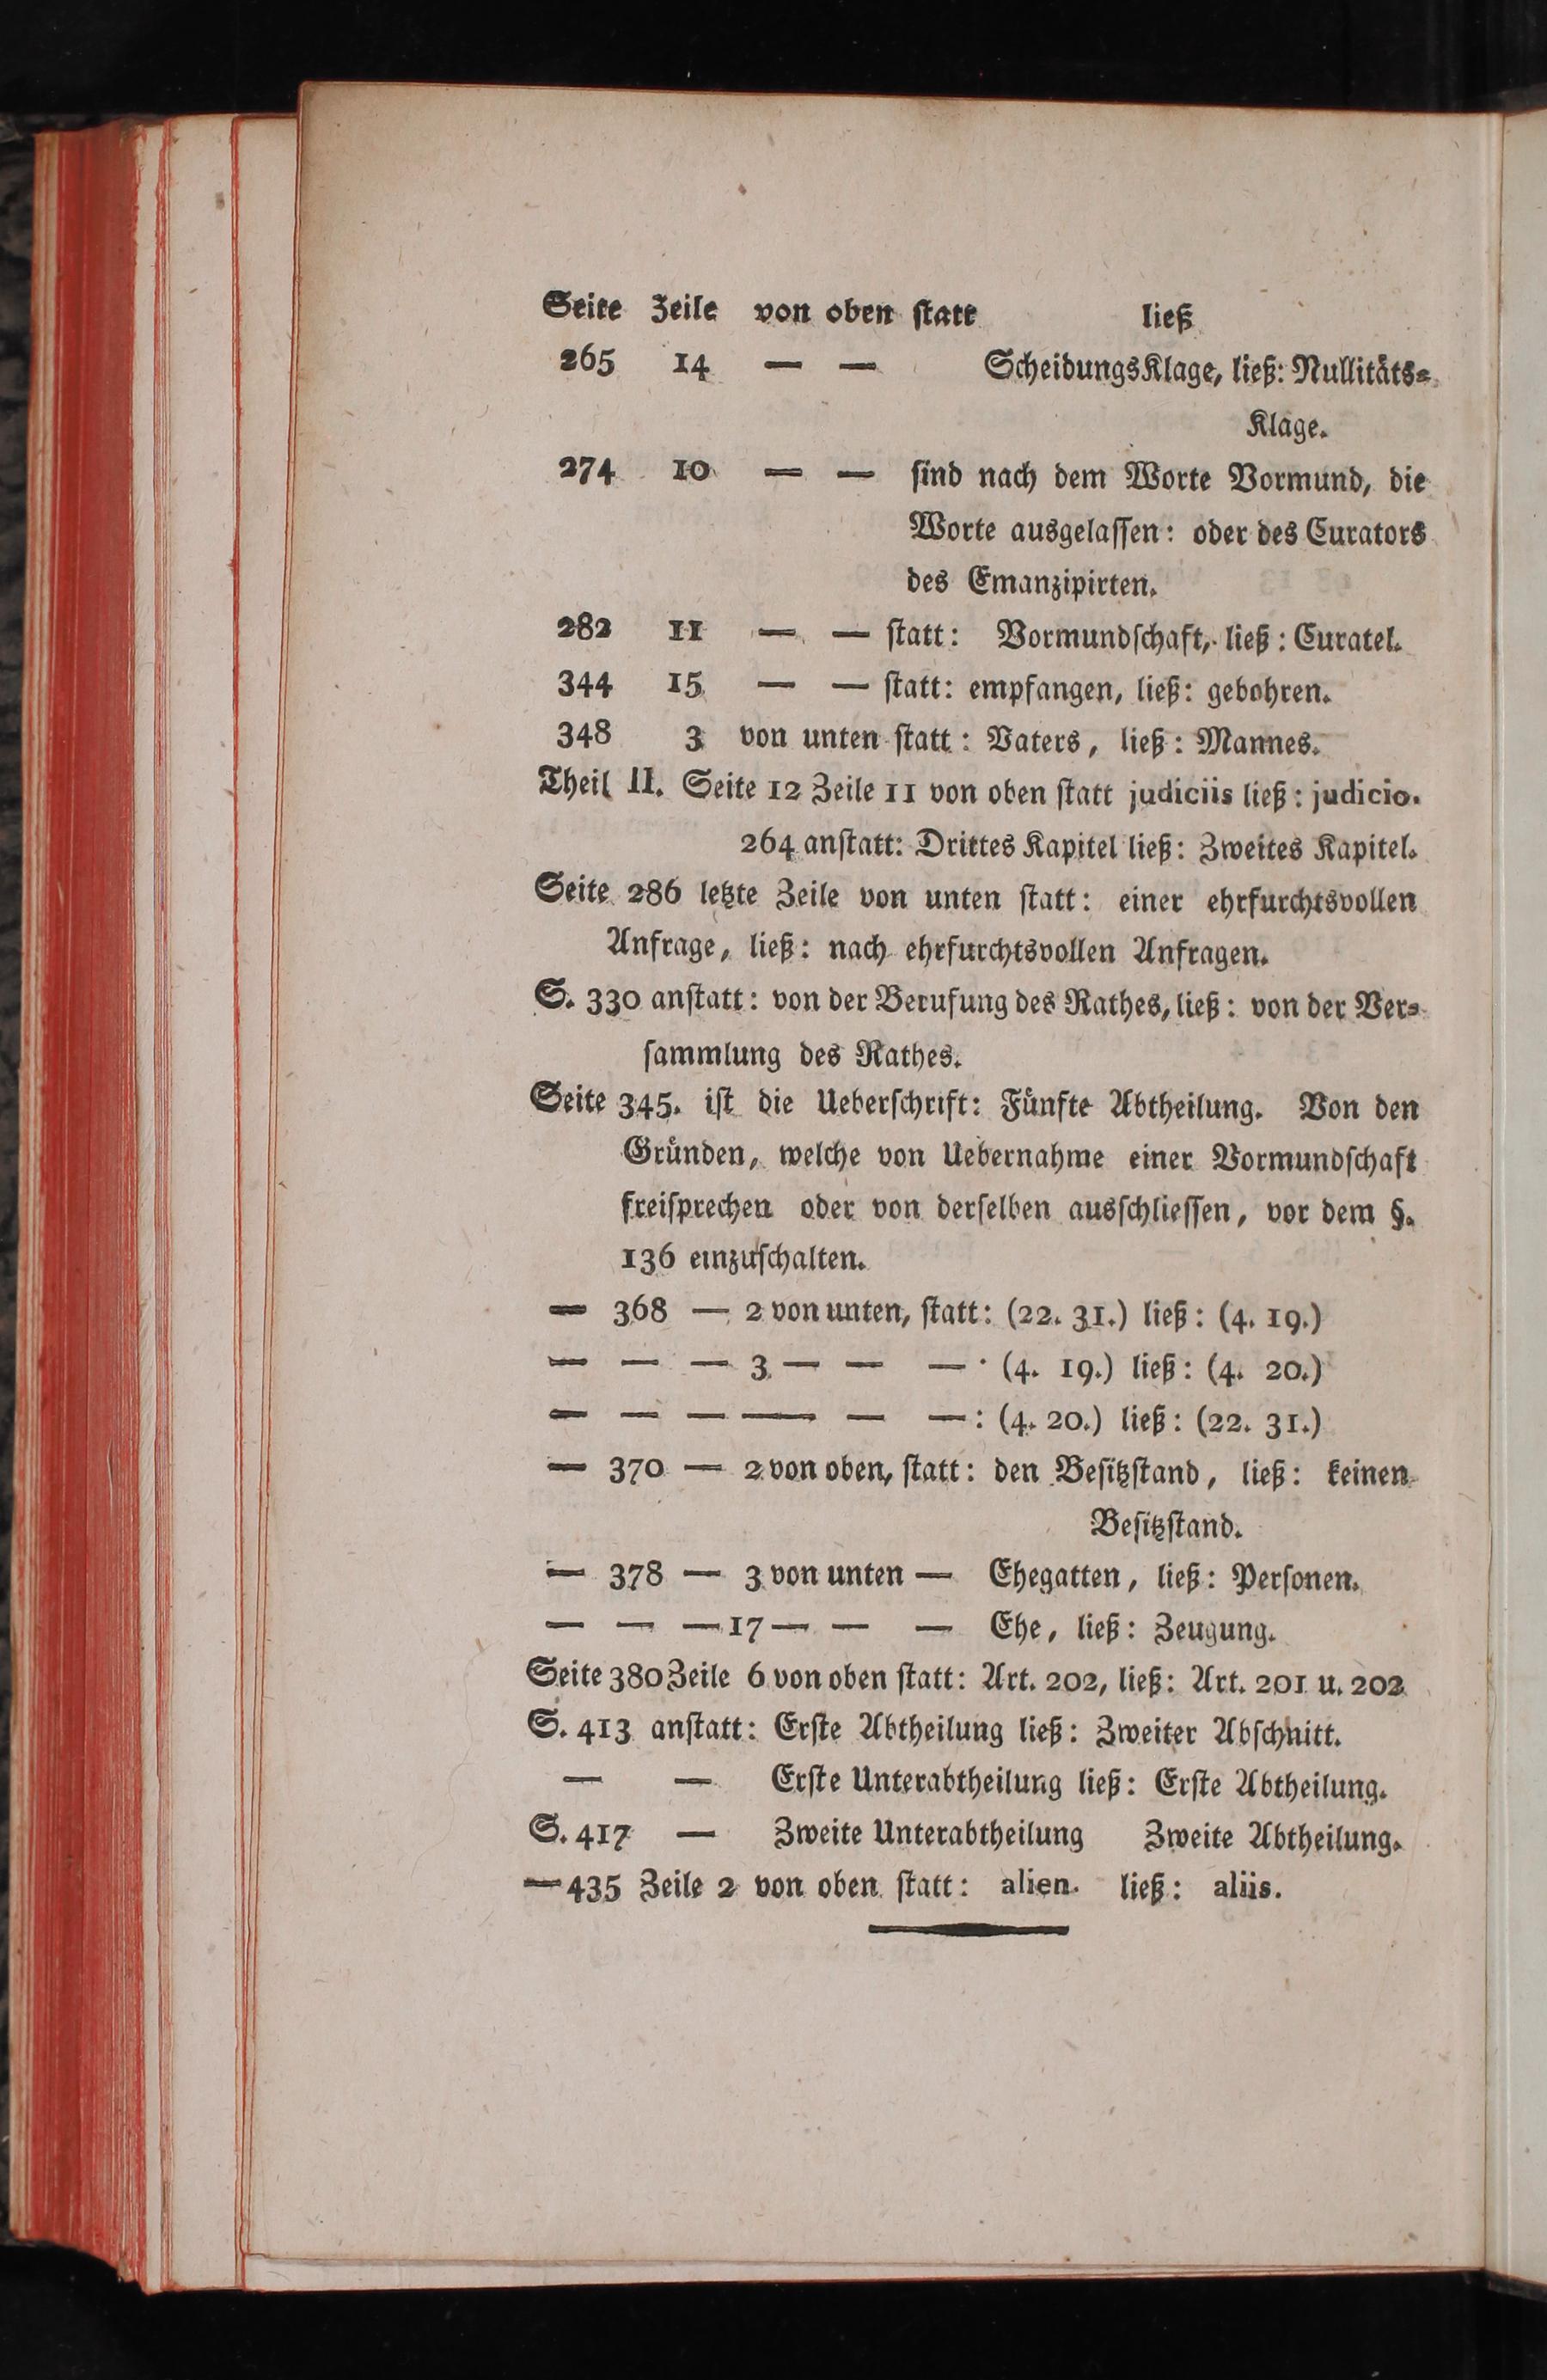 Seite Zeile von oben statt ließ
265 14 — — ScheidungsKlage, ließ: Nullitäts-
Klage.
274 10 — — sind nach dem Worte Vormund, die
Worte ausgelassen: oder des Curators
des Emanzipirten.
282 11 — — statt: Vormundschaft, ließ: Curatel.
344 15 — — statt: empfangen, ließ: gebohren.
348 3 von unten statt: Vaters, ließ: Mannes.
Theil II. Seite 12 Zeile 11 von oben statt judiciis ließ: judicio.
264 anstatt: Drittes Kapitel ließ: Zweites Kapitel.
Seite 286 letzte Zeile von unten statt: einer ehrfurchtsvollen
Anfrage, ließ: nach ehrfurchtsvollen Anfragen.
S. 330 anstatt: von der Berufung des Rathes, ließ: von der Ver-
sammlung des Rathes.
Seite 345. ist die Ueberschrift: Fünfte Abtheilung. Von den
Gründen, welche von Uebernahme einer Vormundschaft
freisprechen oder von derselben ausschliessen, vor dem §.
136 einzuschalten.
— 368 — 2 von unten, statt: (22. 31.) ließ: (4. 19.)
— — — 3 — — — · (4. 19.) ließ: (4. 20.)
— — — —— — —: (4. 20.) ließ: (22. 31.)
— 370 — 2 von oben, statt: den Besitzstand, ließ: keinen
Besitzstand.
— 378 — 3 von unten — Ehegatten, ließ: Personen.
— — — 17 — — — Ehe, ließ: Zeugung.
Seite 380 Zeile 6 von oben statt: Art. 202, ließ: Art. 201 u. 202
S. 413 anstatt: Erste Abtheilung ließ: Zweiter Abschnitt.
— — Erste Unterabtheilung ließ: Erste Abtheilung.
S. 417 — Zweite Unterabtheilung Zweite Abtheilung.
— 435 Zeile 2 von oben statt: alien. ließ: aliis.